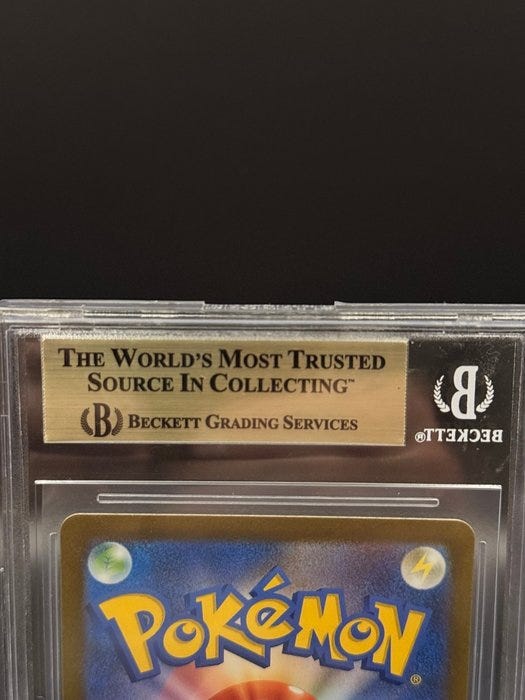 THE WORLD'S MOST TRUSTED
SOURCE IN COLLECTING™
B BECKETT GRADING SERVICES
B
BECKETT®
POKéMON®